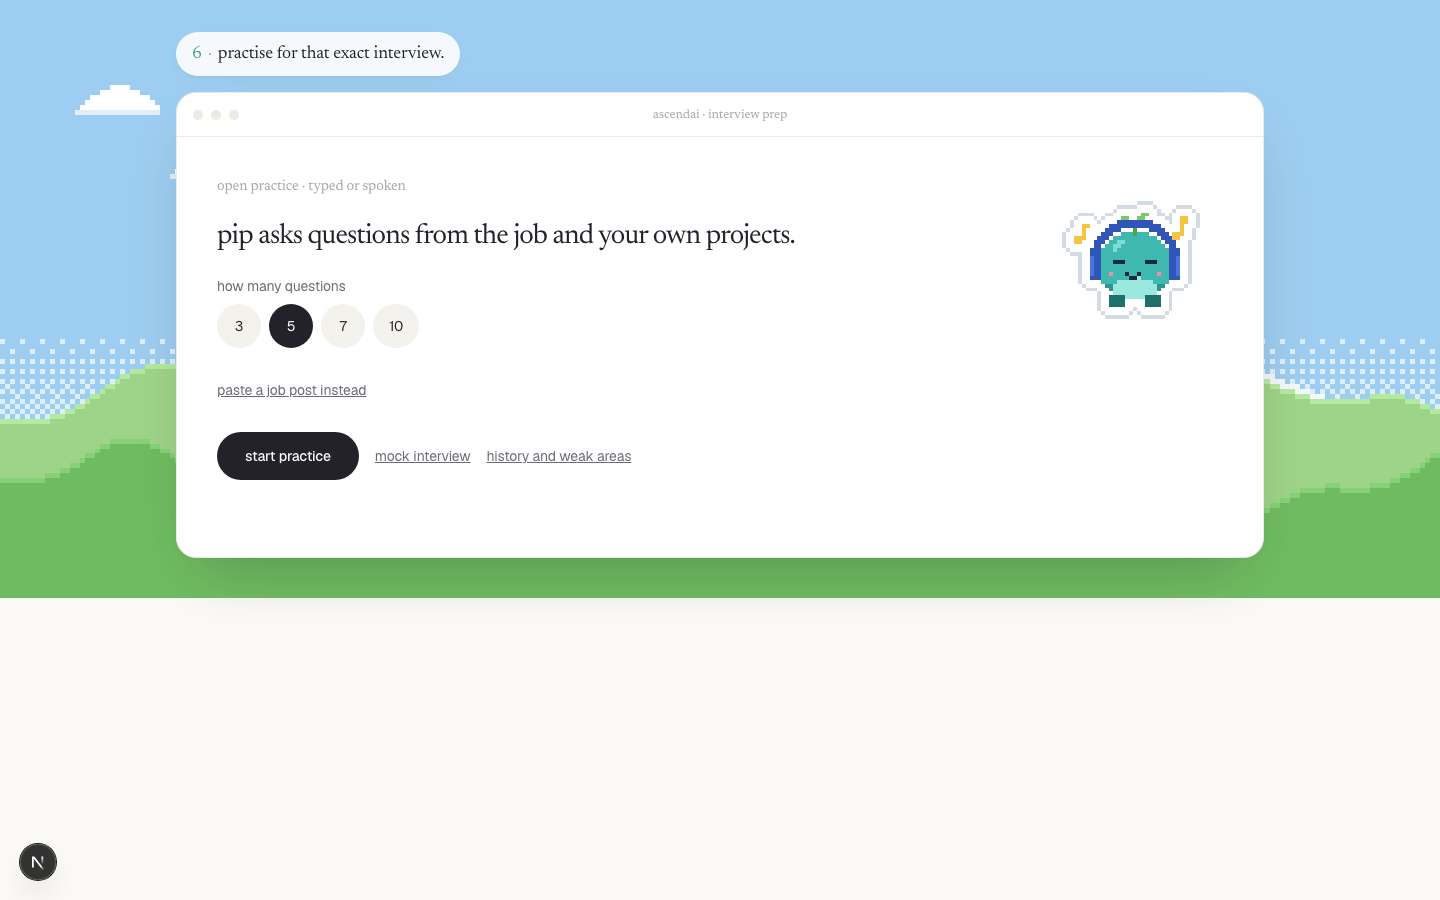 6 · practise for that exact interview.
ascendai · interview prep
open practice · typed or spoken
pip asks questions from the job and your own projects.
how many questions
3 5 7 10
paste a job post instead
start practice mock interview history and weak areas
N